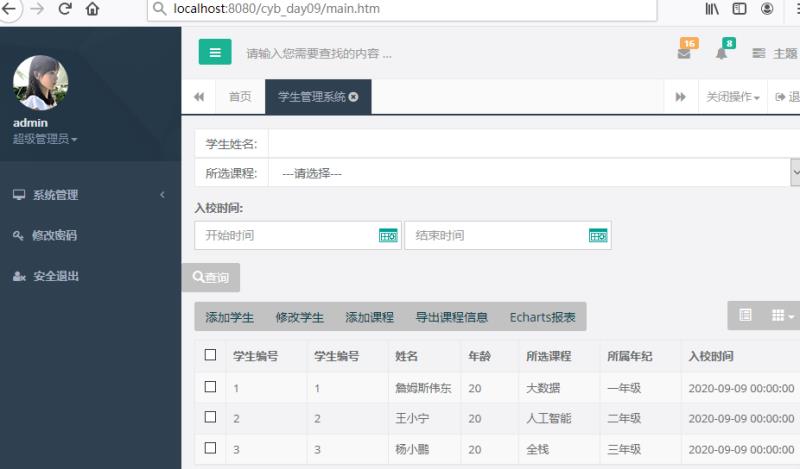 localhost:8080/cyb_day09/main.htm
请输入您需要查找的内容 ...
16
8
主题
admin
超级管理员
首页
学生管理系统
关闭操作
退
系统管理
修改密码
安全退出
学生姓名:
所选课程:
---请选择---
入校时间:
开始时间
结束时间
查询
添加学生 修改学生 添加课程 导出课程信息 Echarts报表
学生编号 学生编号 姓名 年龄 所选课程 所属年纪 入校时间
1 1 詹姆斯伟东 20 大数据 一年级 2020-09-09 00:00:00
2 2 王小宁 20 人工智能 二年级 2020-09-09 00:00:00
3 3 杨小鹏 20 全栈 三年级 2020-09-09 00:00:00